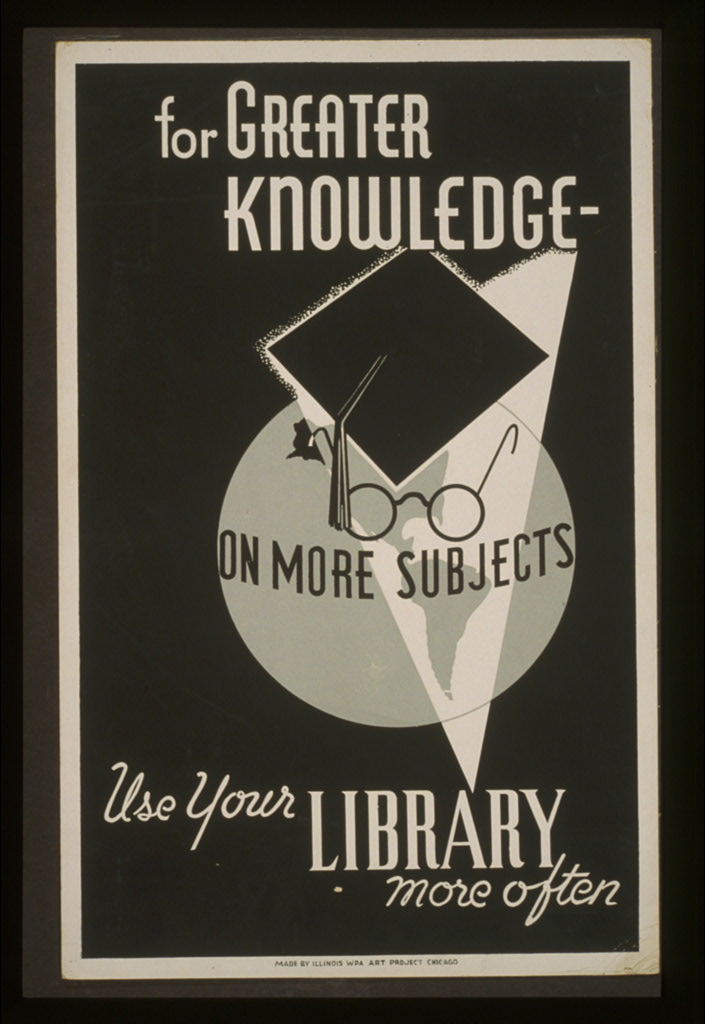 for GREATER
KNOWLEDGE-
ON MORE SUBJECTS
Use Your LIBRARY
more often
MADE BY ILLINOIS WPA ART PROJECT CHICAGO